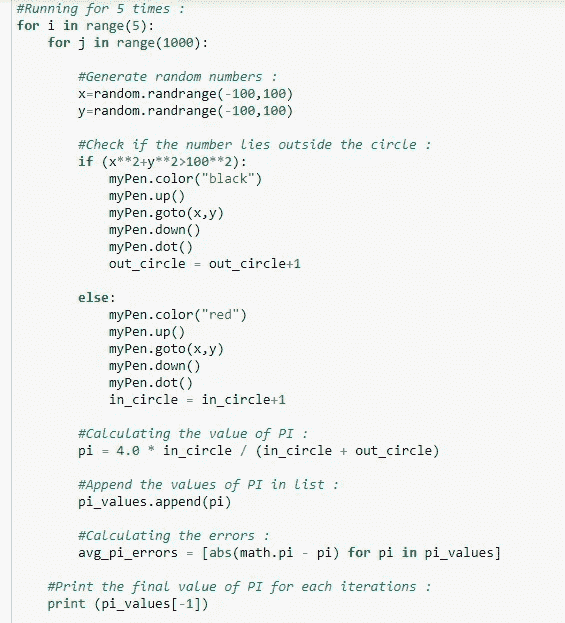 #Running for 5 times :
for i in range(5):
    for j in range(1000):

        #Generate random numbers :
        x=random.randrange(-100,100)
        y=random.randrange(-100,100)

        #Check if the number lies outside the circle :
        if (x**2+y**2>100**2):
            myPen.color("black")
            myPen.up()
            myPen.goto(x,y)
            myPen.down()
            myPen.dot()
            out_circle = out_circle+1

        else:
            myPen.color("red")
            myPen.up()
            myPen.goto(x,y)
            myPen.down()
            myPen.dot()
            in_circle = in_circle+1

        #Calculating the value of PI :
        pi = 4.0 * in_circle / (in_circle + out_circle)

        #Append the values of PI in list :
        pi_values.append(pi)

        #Calculating the errors :
        avg_pi_errors = [abs(math.pi - pi) for pi in pi_values]

    #Print the final value of PI for each iterations :
    print (pi_values[-1])